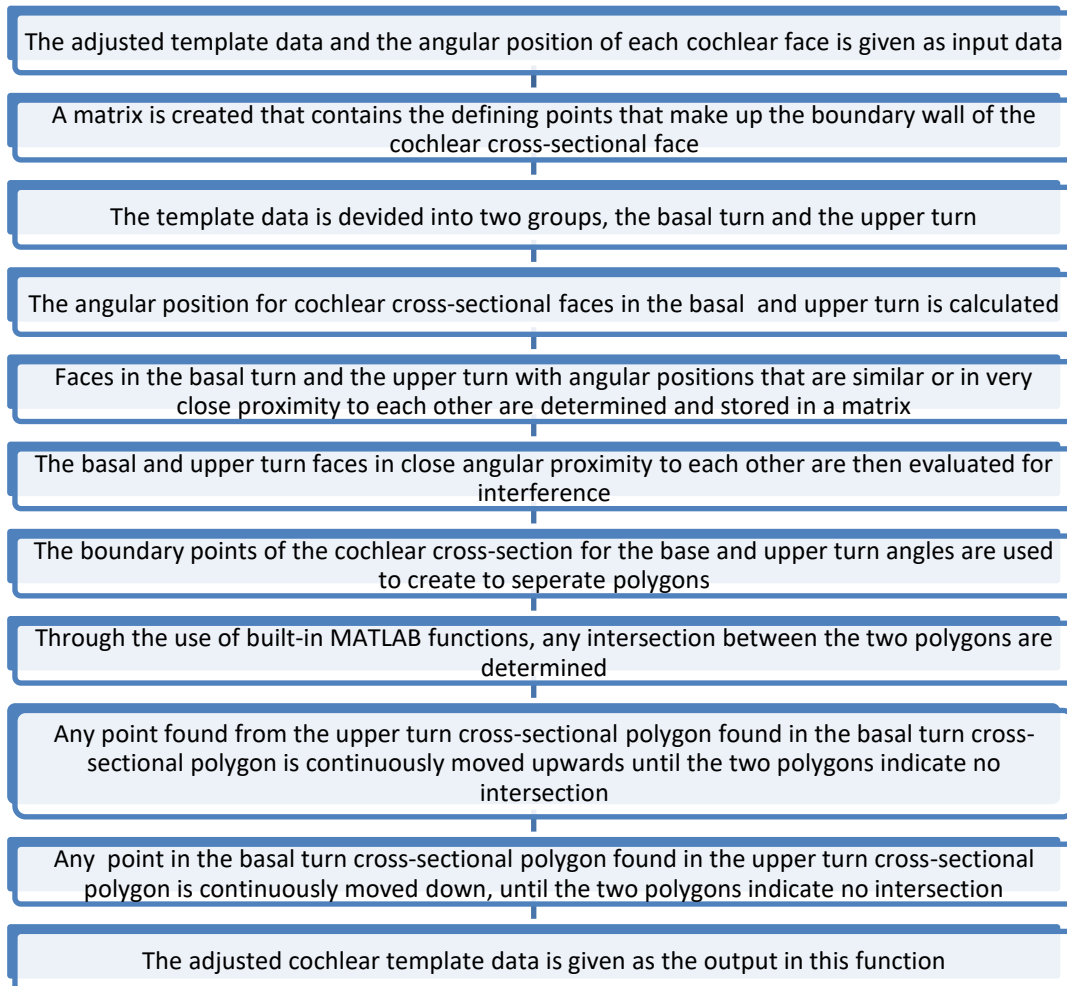 The adjusted template data and the angular position of each cochlear face is given as input data
A matrix is created that contains the defining points that make up the boundary wall of the
cochlear cross-sectional face
The template data is devided into two groups, the basal turn and the upper turn
The angular position for cochlear cross-sectional faces in the basal  and upper turn is calculated
Faces in the basal turn and the upper turn with angular positions that are similar or in very
close proximity to each other are determined and stored in a matrix
The basal and upper turn faces in close angular proximity to each other are then evaluated for
interference
The boundary points of the cochlear cross-section for the base and upper turn angles are used
to create to seperate polygons
Through the use of built-in MATLAB functions, any intersection between the two polygons are
determined
Any point found from the upper turn cross-sectional polygon found in the basal turn cross-
sectional polygon is continuously moved upwards until the two polygons indicate no
intersection
Any  point in the basal turn cross-sectional polygon found in the upper turn cross-sectional
polygon is continuously moved down, until the two polygons indicate no intersection
The adjusted cochlear template data is given as the output in this function